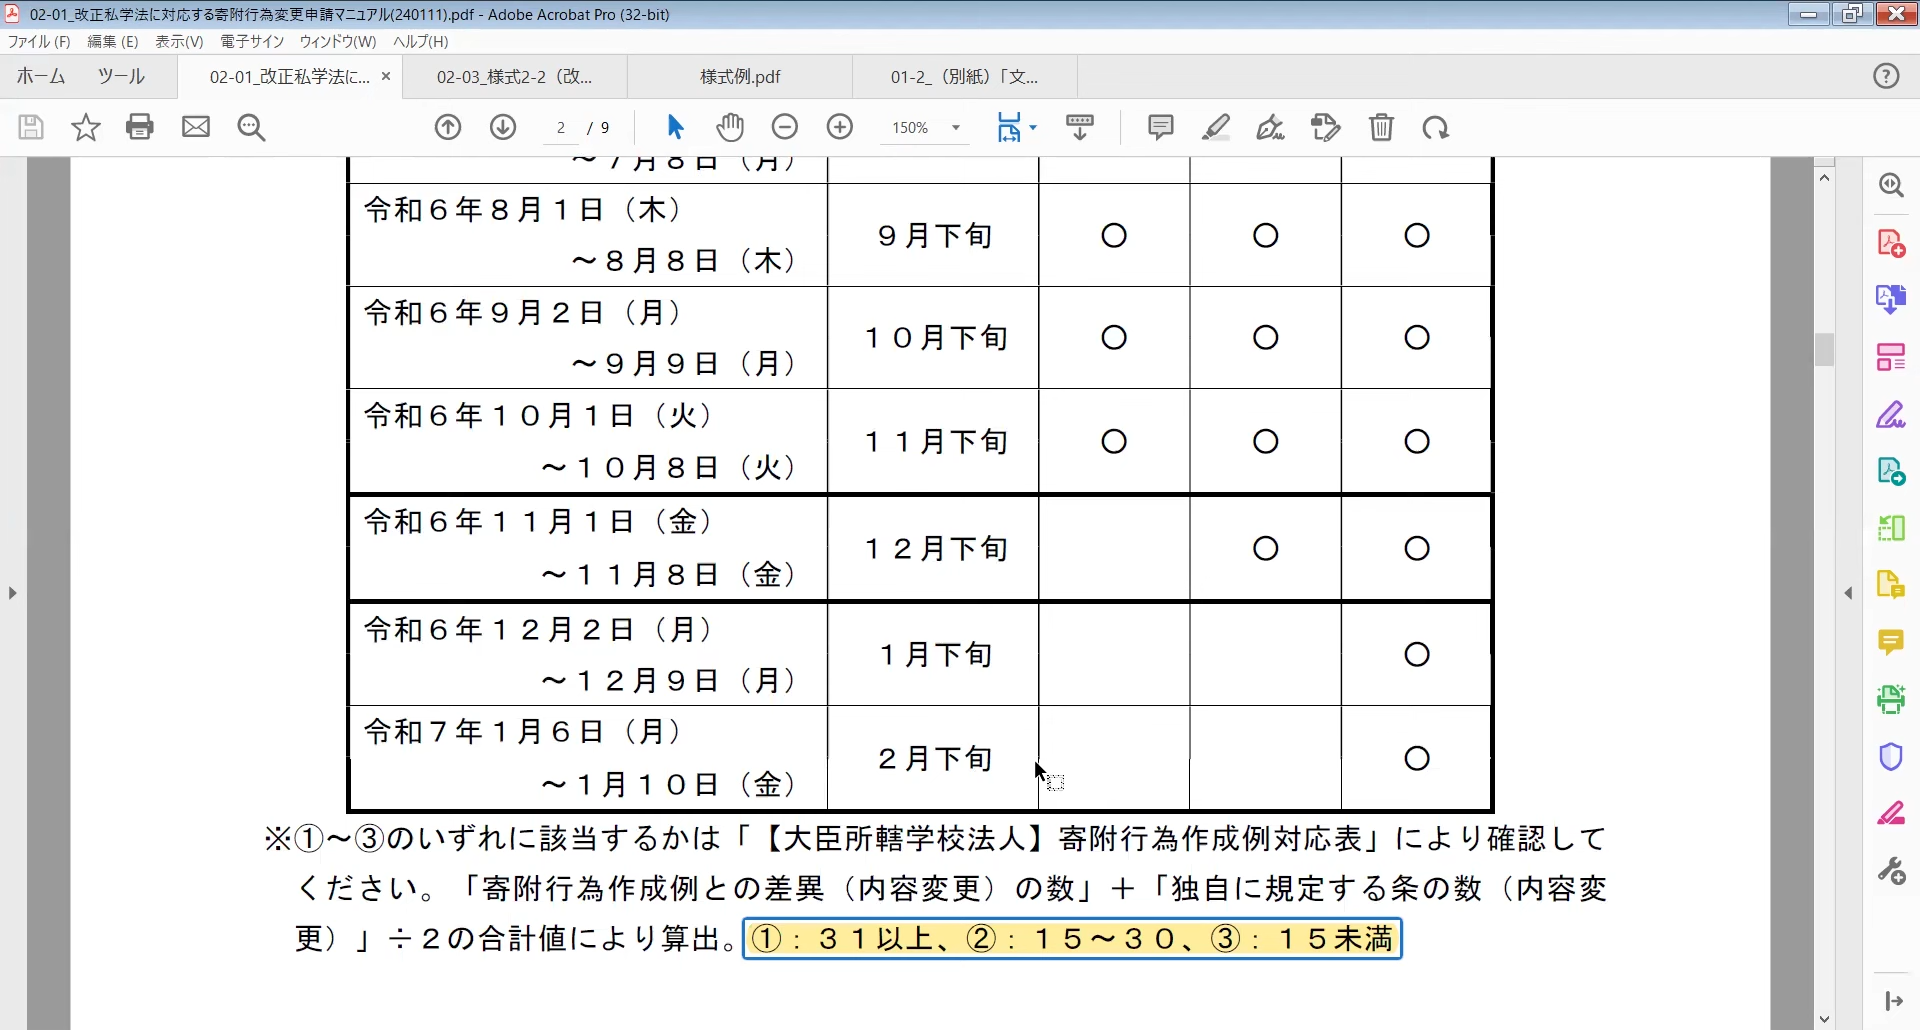 02-01_改正私学法に対応する寄附行為変更申請マニュアル(240111).pdf - Adobe Acrobat Pro (32-bit)
ファイル(F) 編集(E) 表示(V) 電子サイン ウィンドウ(W) ヘルプ(H)
ホーム ツール 02-01_改正私学法に... × 02-03_様式2-2（改... 様式例.pdf 01-2_（別紙）「文...
2 / 9 150%
～７月８日（月）
令和６年８月１日（木）
～８月８日（木）
９月下旬 〇 〇 〇
令和６年９月２日（月）
～９月９日（月）
１０月下旬 〇 〇 〇
令和６年１０月１日（火）
～１０月８日（火）
１１月下旬 〇 〇 〇
令和６年１１月１日（金）
～１１月８日（金）
１２月下旬 〇 〇
令和６年１２月２日（月）
～１２月９日（月）
１月下旬 〇
令和７年１月６日（月）
～１月１０日（金）
２月下旬 〇
※①～③のいずれに該当するかは「【大臣所轄学校法人】寄附行為作成例対応表」により確認して
ください。「寄附行為作成例との差異（内容変更）の数」＋「独自に規定する条の数（内容変
更）」÷２の合計値により算出。①：３１以上、②：１５～３０、③：１５未満